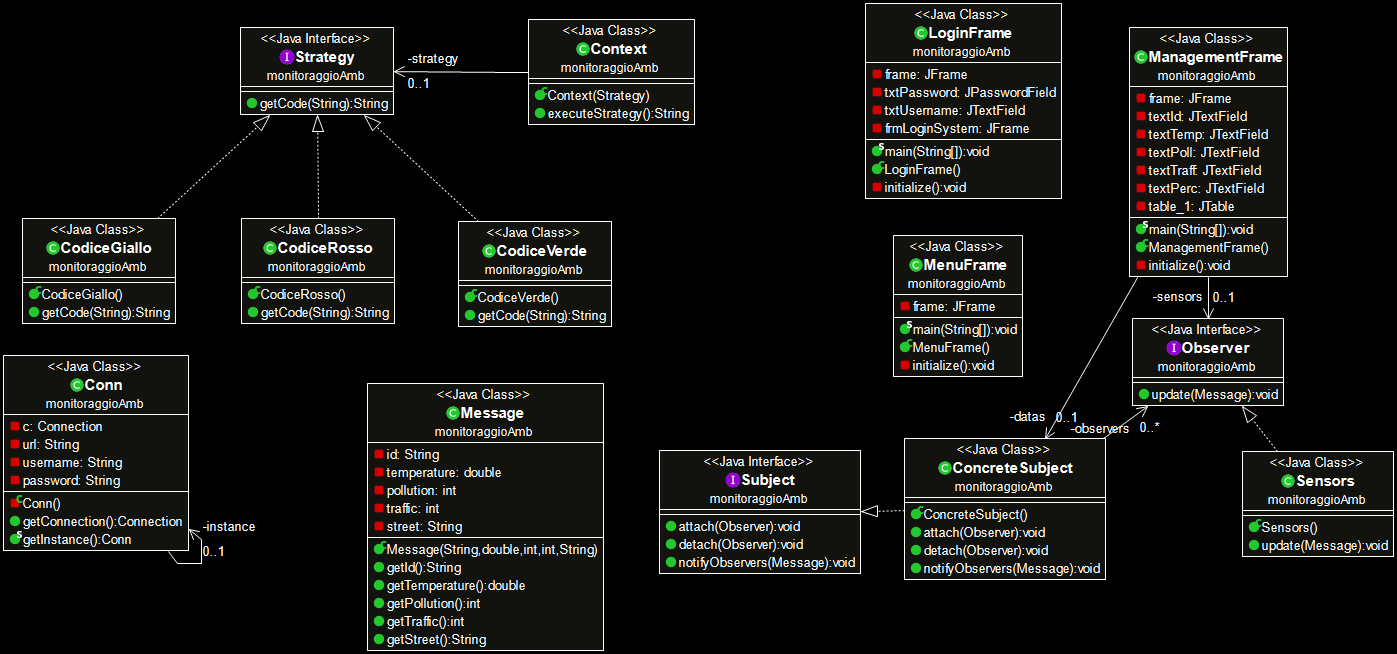 <<Java Interface>>
I Strategy
monitoraggioAmb
getCode(String):String
-strategy
0..1
<<Java Class>>
C Context
monitoraggioAmb
C Context(Strategy)
executeStrategy():String
<<Java Class>>
C LoginFrame
monitoraggioAmb
frame: JFrame
txtPassword: JPasswordField
txtUsername: JTextField
frmLoginSystem: JFrame
S main(String[]):void
C LoginFrame()
initialize():void
<<Java Class>>
C ManagementFrame
monitoraggioAmb
frame: JFrame
textId: JTextField
textTemp: JTextField
textPoll: JTextField
textTraff: JTextField
textPerc: JTextField
table_1: JTable
S main(String[]):void
C ManagementFrame()
initialize():void
<<Java Class>>
C CodiceGiallo
monitoraggioAmb
C CodiceGiallo()
getCode(String):String
<<Java Class>>
C CodiceRosso
monitoraggioAmb
C CodiceRosso()
getCode(String):String
<<Java Class>>
C CodiceVerde
monitoraggioAmb
C CodiceVerde()
getCode(String):String
<<Java Class>>
C MenuFrame
monitoraggioAmb
frame: JFrame
S main(String[]):void
C MenuFrame()
initialize():void
-sensors
0..1
<<Java Interface>>
I Observer
monitoraggioAmb
update(Message):void
<<Java Class>>
C Conn
monitoraggioAmb
c: Connection
url: String
username: String
password: String
C Conn()
getConnection():Connection
S getInstance():Conn
-instance
0..1
<<Java Class>>
C Message
monitoraggioAmb
id: String
temperature: double
pollution: int
traffic: int
street: String
C Message(String,double,int,int,String)
getId():String
getTemperature():double
getPollution():int
getTraffic():int
getStreet():String
<<Java Interface>>
I Subject
monitoraggioAmb
attach(Observer):void
detach(Observer):void
notifyObservers(Message):void
-datas
0..1
-observers
0..*
<<Java Class>>
C ConcreteSubject
monitoraggioAmb
C ConcreteSubject()
attach(Observer):void
detach(Observer):void
notifyObservers(Message):void
<<Java Class>>
C Sensors
monitoraggioAmb
C Sensors()
update(Message):void